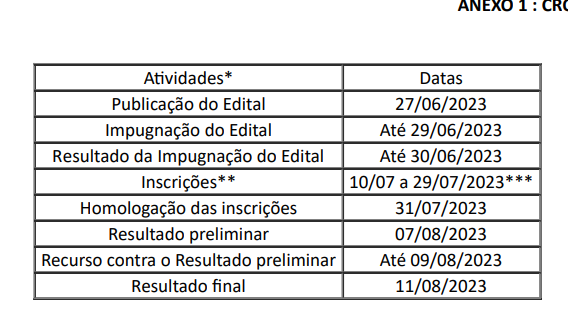 ANEXO 1 : CRO
Atividades* Datas
Publicação do Edital 27/06/2023
Impugnação do Edital Até 29/06/2023
Resultado da Impugnação do Edital Até 30/06/2023
Inscrições** 10/07 a 29/07/2023***
Homologação das inscrições 31/07/2023
Resultado preliminar 07/08/2023
Recurso contra o Resultado preliminar Até 09/08/2023
Resultado final 11/08/2023